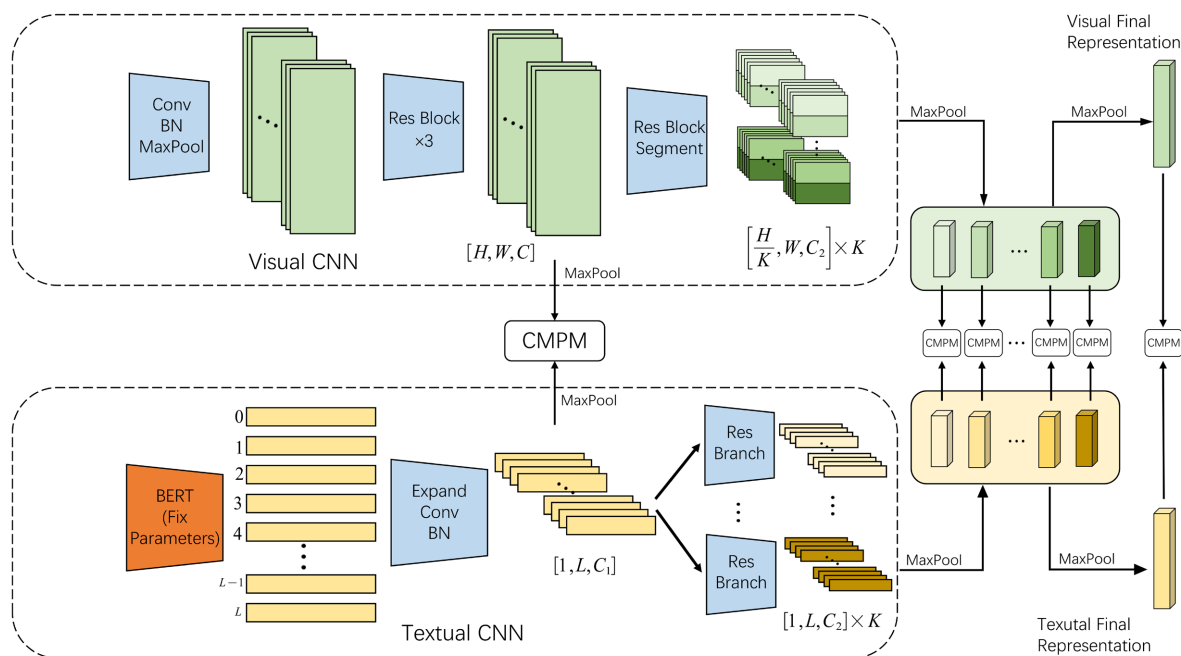 Visual Final
Representation
Conv
BN
MaxPool
Res Block
×3
Res Block
Segment
MaxPool
MaxPool
Visual CNN
[H, W, C]
[H/K, W, C₂] × K
MaxPool
CMPM
MaxPool
...
CMPM
CMPM
...
CMPM
CMPM
CMPM
0
1
2
3
4
L−1
L
BERT
(Fix
Parameters)
Expand
Conv
BN
[1, L, C₁]
Res
Branch
Res
Branch
[1, L, C₂] × K
Textual CNN
...
MaxPool
MaxPool
Texutal Final
Representation